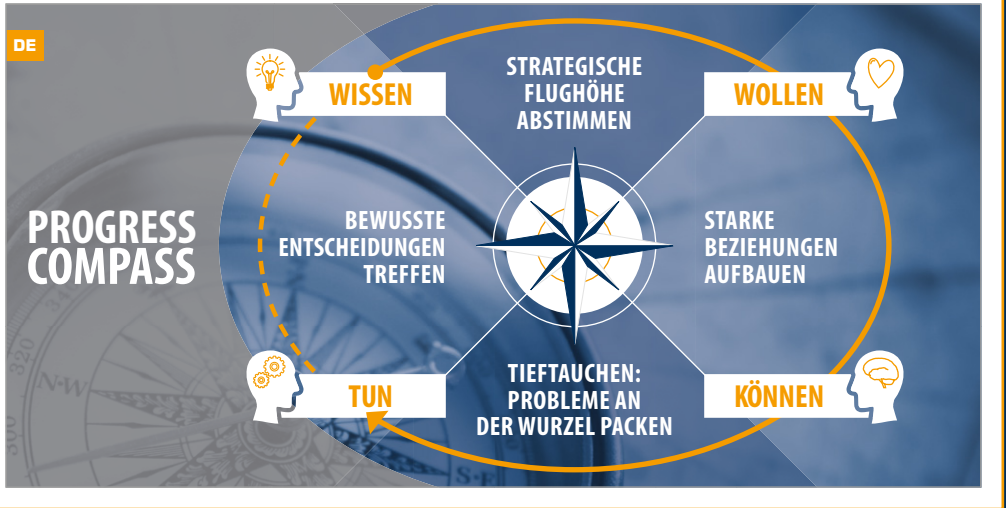 DE
PROGRESS
COMPASS
WISSEN
STRATEGISCHE
FLUGHÖHE
ABSTIMMEN
WOLLEN
BEWUSSTE
ENTSCHEIDUNGEN
TREFFEN
STARKE
BEZIEHUNGEN
AUFBAUEN
TUN
TIEFTAUCHEN:
PROBLEME AN
DER WURZEL PACKEN
KÖNNEN
N•W
320
S•E